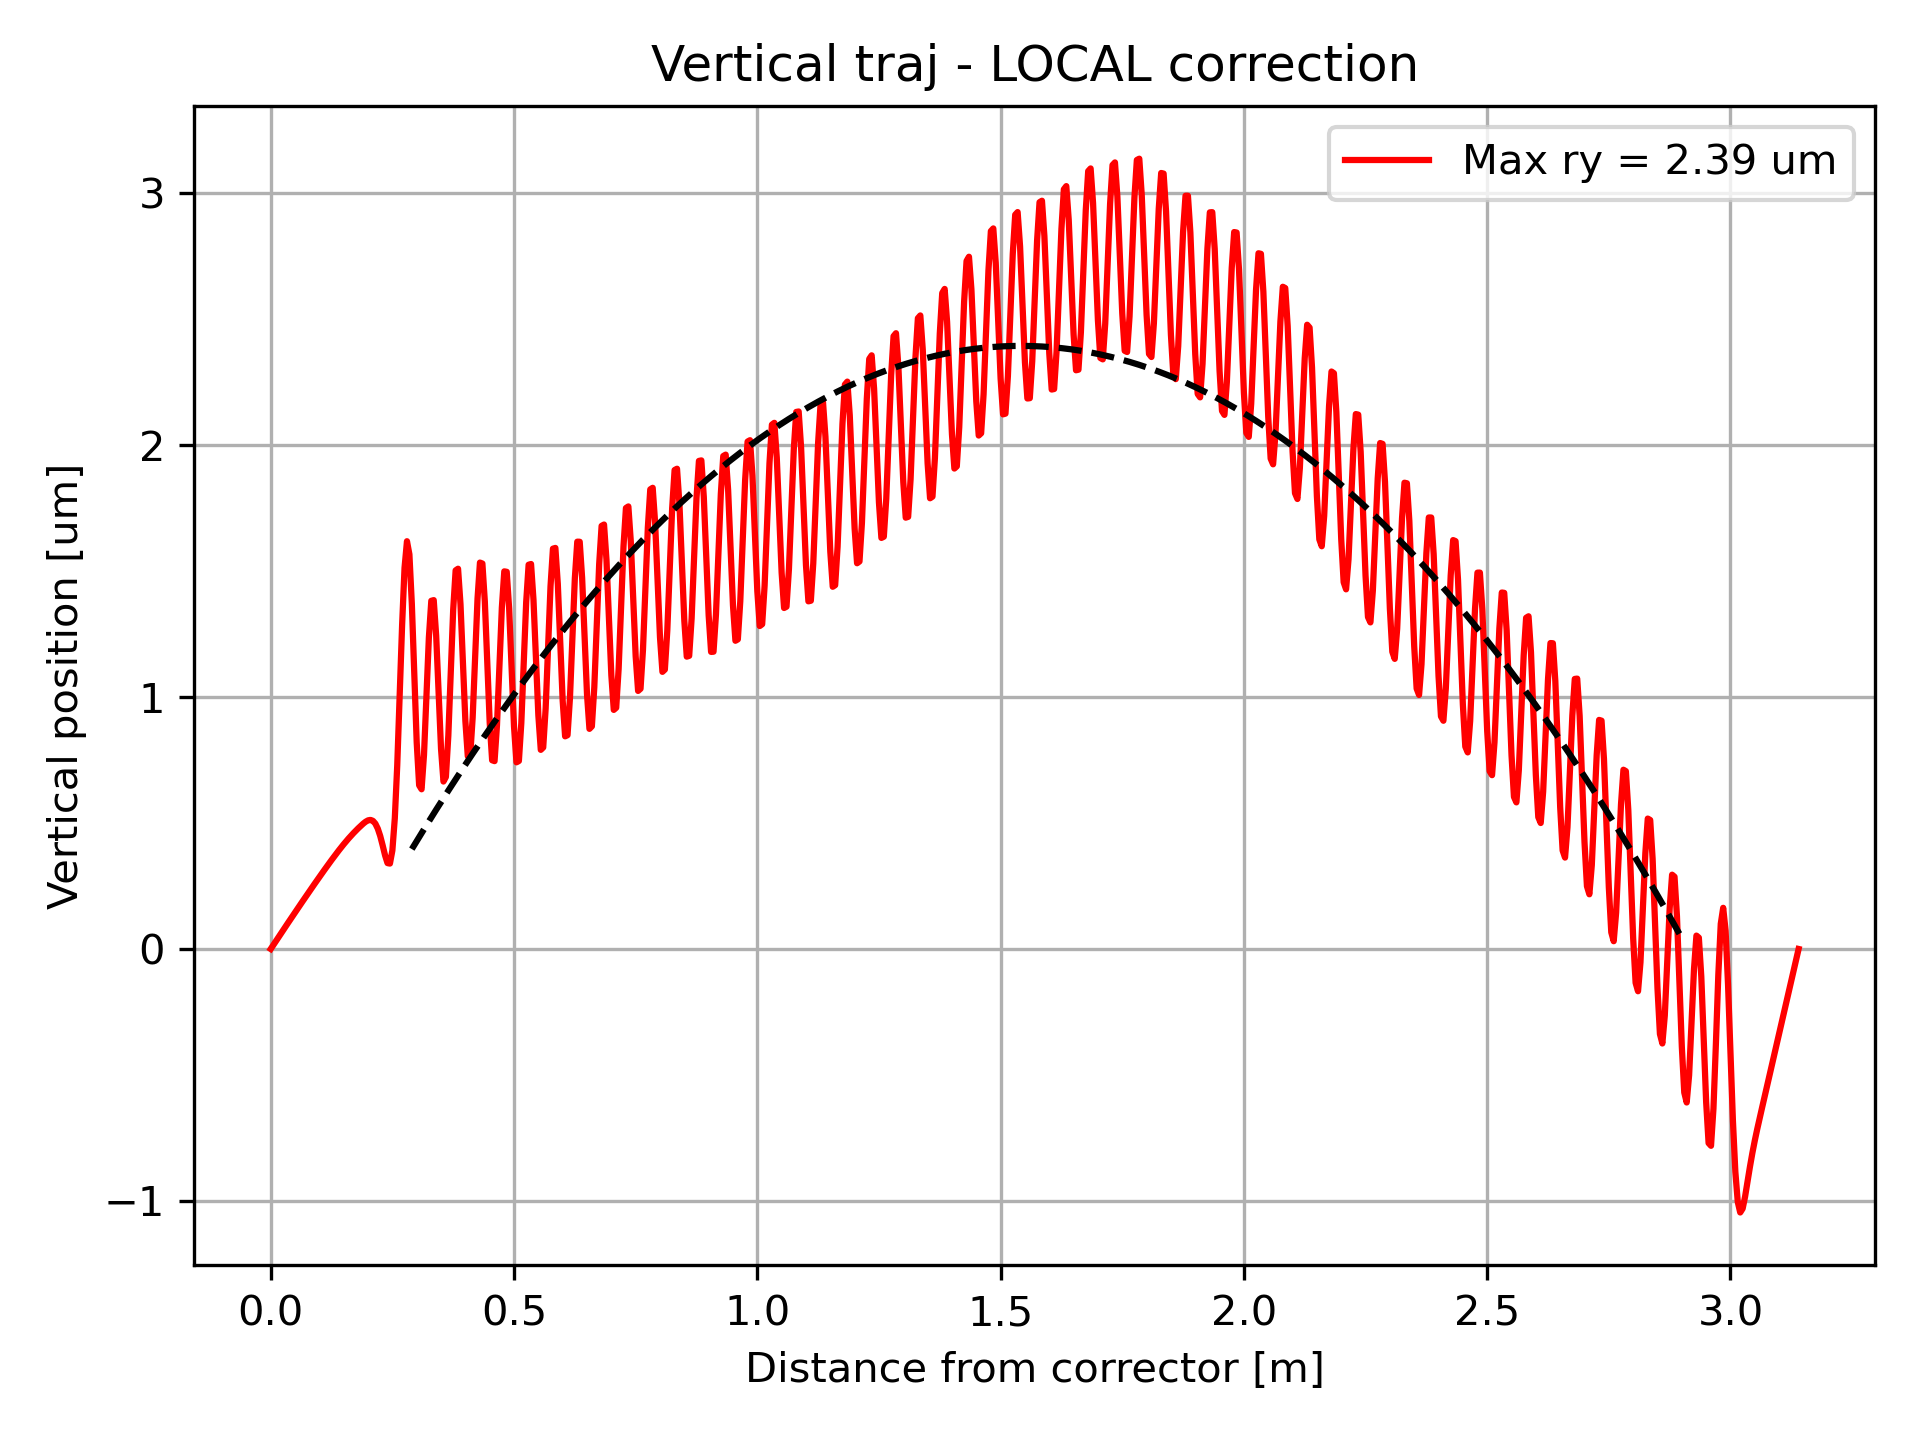 Vertical traj - LOCAL correction
Max ry = 2.39 um
Vertical position [um]
3
2
1
0
−1
0.0 0.5 1.0 1.5 2.0 2.5 3.0
Distance from corrector [m]